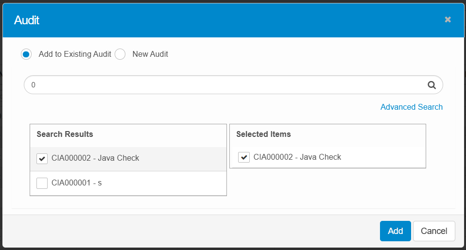 Audit
Add to Existing Audit
New Audit
0
Advanced Search
Search Results
CIA000002 - Java Check
CIA000001 - s
Selected Items
CIA000002 - Java Check
Add
Cancel